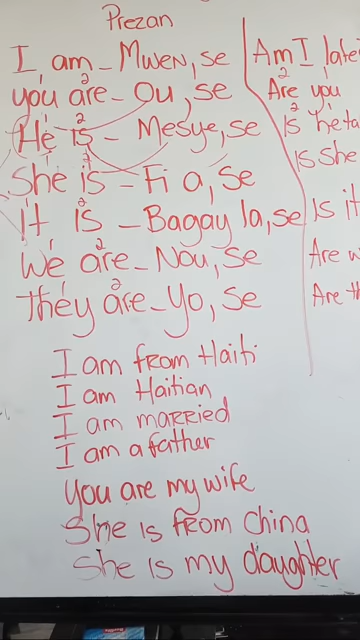 Prezan
I am - Mwen, se
you are - Ou, se
He is - Mesye, se
She is - Fi a, se
It is - Bagay la, se
We are - Nou, se
they are - Yo, se
Am I late
Are you
Is he ta
Is She
Is it
Are w
Are th
I am from Haiti
I am Haitian
I am married
I am a father
You are my wife
She is from China
She is my daughter